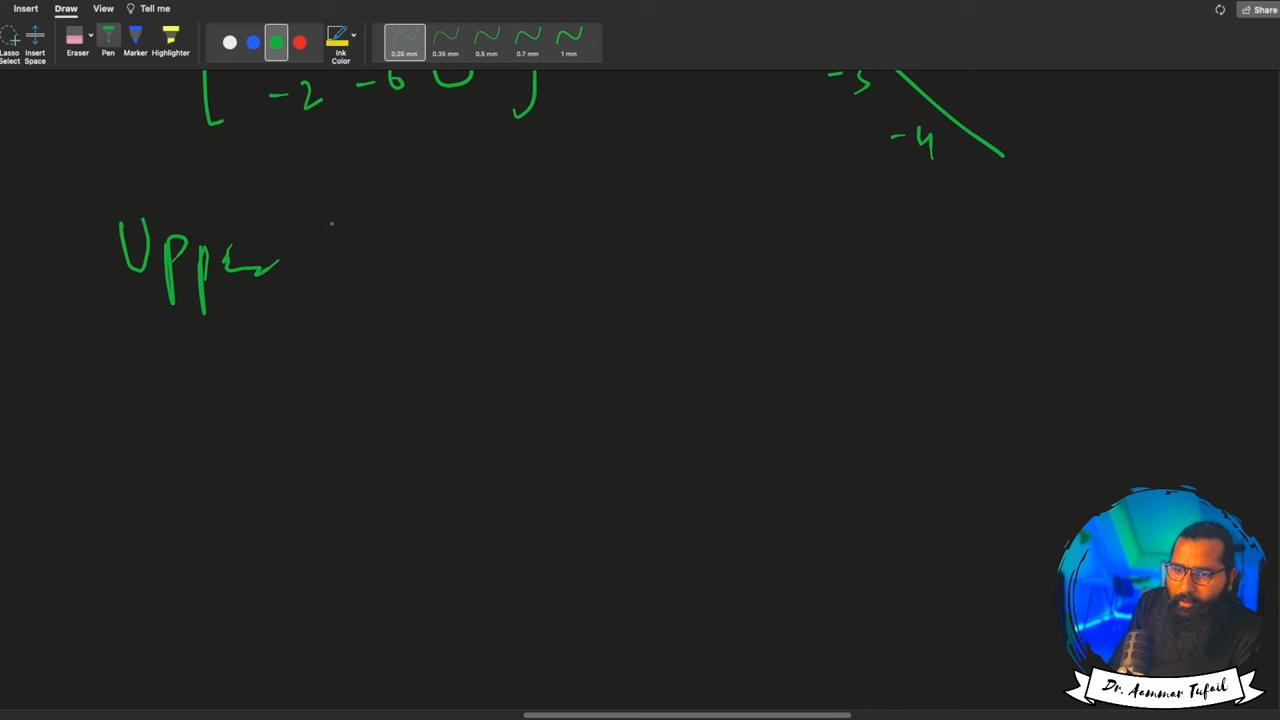 Insert Draw View Tell me
Share
Lasso Select
Insert Space
Eraser
Pen
Marker
Highlighter
Ink Color
0.25 mm
0.35 mm
0.5 mm
0.7 mm
1 mm
-2 -6 0
-3
-4
Upper
Dr. Aammar Tufail